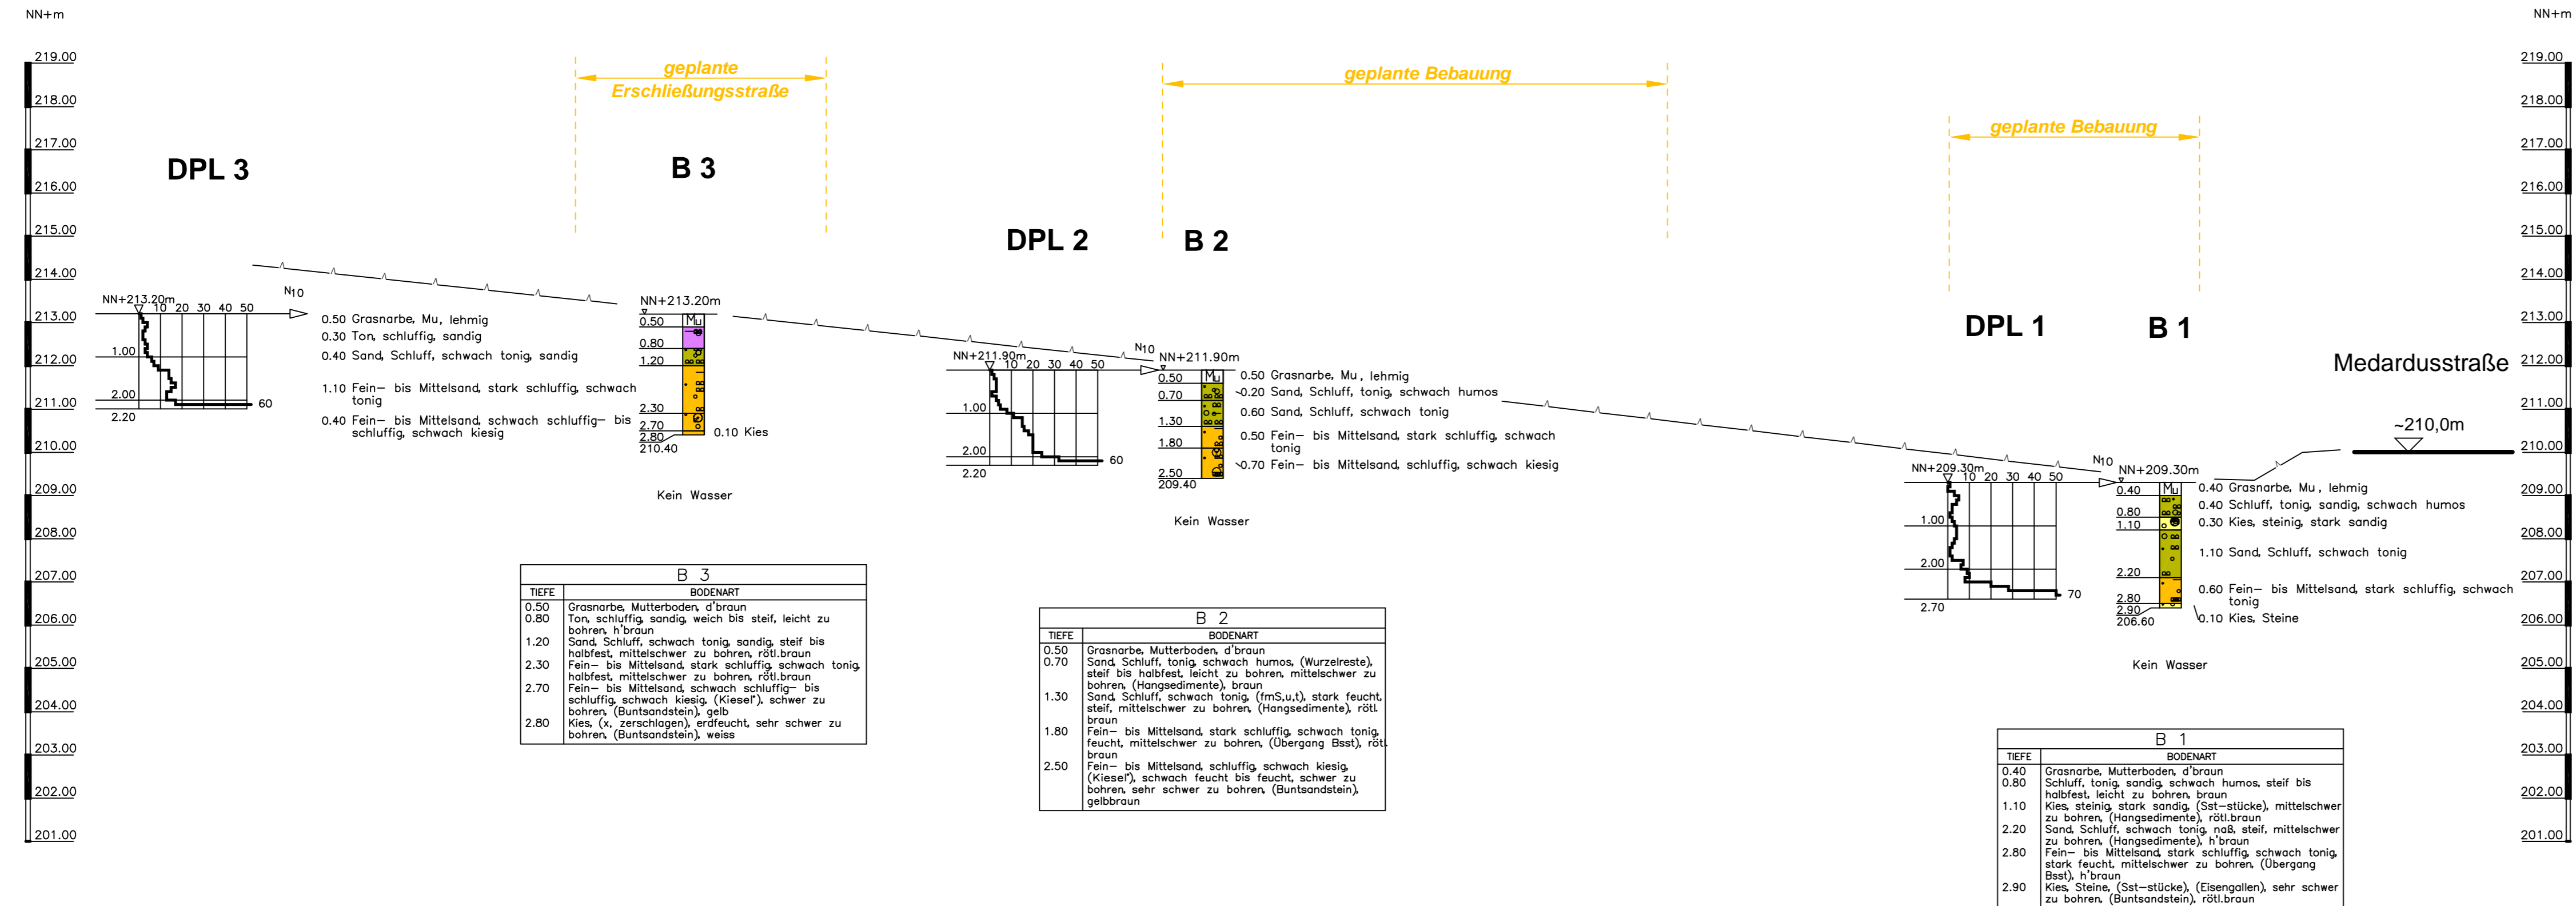 NN+m
NN+m
219.00
218.00
217.00
216.00
215.00
214.00
213.00
212.00
211.00
210.00
209.00
208.00
207.00
206.00
205.00
204.00
203.00
202.00
201.00
geplante
Erschließungsstraße
geplante Bebauung
geplante Bebauung
DPL 3
NN+213.20m
10 20 30 40 50
N10
1.00
2.00
2.20
60
0.50 Grasnarbe, Mu, lehmig
0.30 Ton, schluffig, sandig
0.40 Sand, Schluff, schwach tonig, sandig
1.10 Fein– bis Mittelsand, stark schluffig, schwach
tonig
0.40 Fein– bis Mittelsand, schwach schluffig– bis
schluffig, schwach kiesig
B 3
NN+213.20m
Mu
0.50
0.80
1.20
2.30
2.70
2.80
210.40
0.10 Kies
Kein Wasser
DPL 2
NN+211.90m
10 20 30 40 50
N10
1.00
2.00
2.20
60
B 2
NN+211.90m
Mu
0.50
0.70
1.30
1.80
2.50
209.40
0.50 Grasnarbe, Mu, lehmig
0.20 Sand, Schluff, tonig, schwach humos
0.60 Sand, Schluff, schwach tonig
0.50 Fein– bis Mittelsand, stark schluffig, schwach
tonig
0.70 Fein– bis Mittelsand, schluffig, schwach kiesig
Kein Wasser
DPL 1
NN+209.30m
10 20 30 40 50
N10
1.00
2.00
2.70
70
B 1
NN+209.30m
Mu
0.40
0.80
1.10
2.20
2.80
2.90
206.60
0.40 Grasnarbe, Mu, lehmig
0.40 Schluff, tonig, sandig, schwach humos
0.30 Kies, steinig, stark sandig
1.10 Sand, Schluff, schwach tonig
0.60 Fein– bis Mittelsand, stark schluffig, schwach
tonig
0.10 Kies, Steine
Kein Wasser
Medardusstraße
~210,0m
219.00
218.00
217.00
216.00
215.00
214.00
213.00
212.00
211.00
210.00
209.00
208.00
207.00
206.00
205.00
204.00
203.00
202.00
201.00
B 3
TIEFE BODENART
0.50 Grasnarbe, Mutterboden, d'braun
0.80 Ton, schluffig, sandig, weich bis steif, leicht zu
bohren, h'braun
1.20 Sand, Schluff, schwach tonig, sandig, steif bis
halbfest, mittelschwer zu bohren, rötl.braun
2.30 Fein– bis Mittelsand, stark schluffig, schwach tonig,
halbfest, mittelschwer zu bohren, rötl.braun
2.70 Fein– bis Mittelsand, schwach schluffig– bis
schluffig, schwach kiesig, (Kiesel*), schwer zu
bohren, (Buntsandstein), gelb
2.80 Kies, (x, zerschlagen), erdfeucht, sehr schwer zu
bohren, (Buntsandstein), weiss
B 2
TIEFE BODENART
0.50 Grasnarbe, Mutterboden, d'braun
0.70 Sand, Schluff, tonig, schwach humos, (Wurzelreste),
steif bis halbfest, leicht zu bohren, mittelschwer zu
bohren, (Hangsedimente), braun
1.30 Sand, Schluff, schwach tonig, (fmS,u,t), stark feucht,
steif, mittelschwer zu bohren, (Hangsedimente), rötl.
braun
1.80 Fein– bis Mittelsand, stark schluffig, schwach tonig,
feucht, mittelschwer zu bohren, (Übergang Bsst), rötl.
braun
2.50 Fein– bis Mittelsand, schluffig, schwach kiesig,
(Kiesel*), schwach feucht bis feucht, schwer zu
bohren, sehr schwer zu bohren, (Buntsandstein),
gelbbraun
B 1
TIEFE BODENART
0.40 Grasnarbe, Mutterboden, d'braun
0.80 Schluff, tonig, sandig, schwach humos, steif bis
halbfest, leicht zu bohren, braun
1.10 Kies, steinig, stark sandig, (Sst–stücke), mittelschwer
zu bohren, (Hangsedimente), rötl.braun
2.20 Sand, Schluff, schwach tonig, naß, steif, mittelschwer
zu bohren, (Hangsedimente), h'braun
2.80 Fein– bis Mittelsand, stark schluffig, schwach tonig,
stark feucht, mittelschwer zu bohren, (Übergang
Bsst), h'braun
2.90 Kies, Steine, (Sst–stücke), (Eisengallen), sehr schwer
zu bohren, (Buntsandstein), rötl.braun